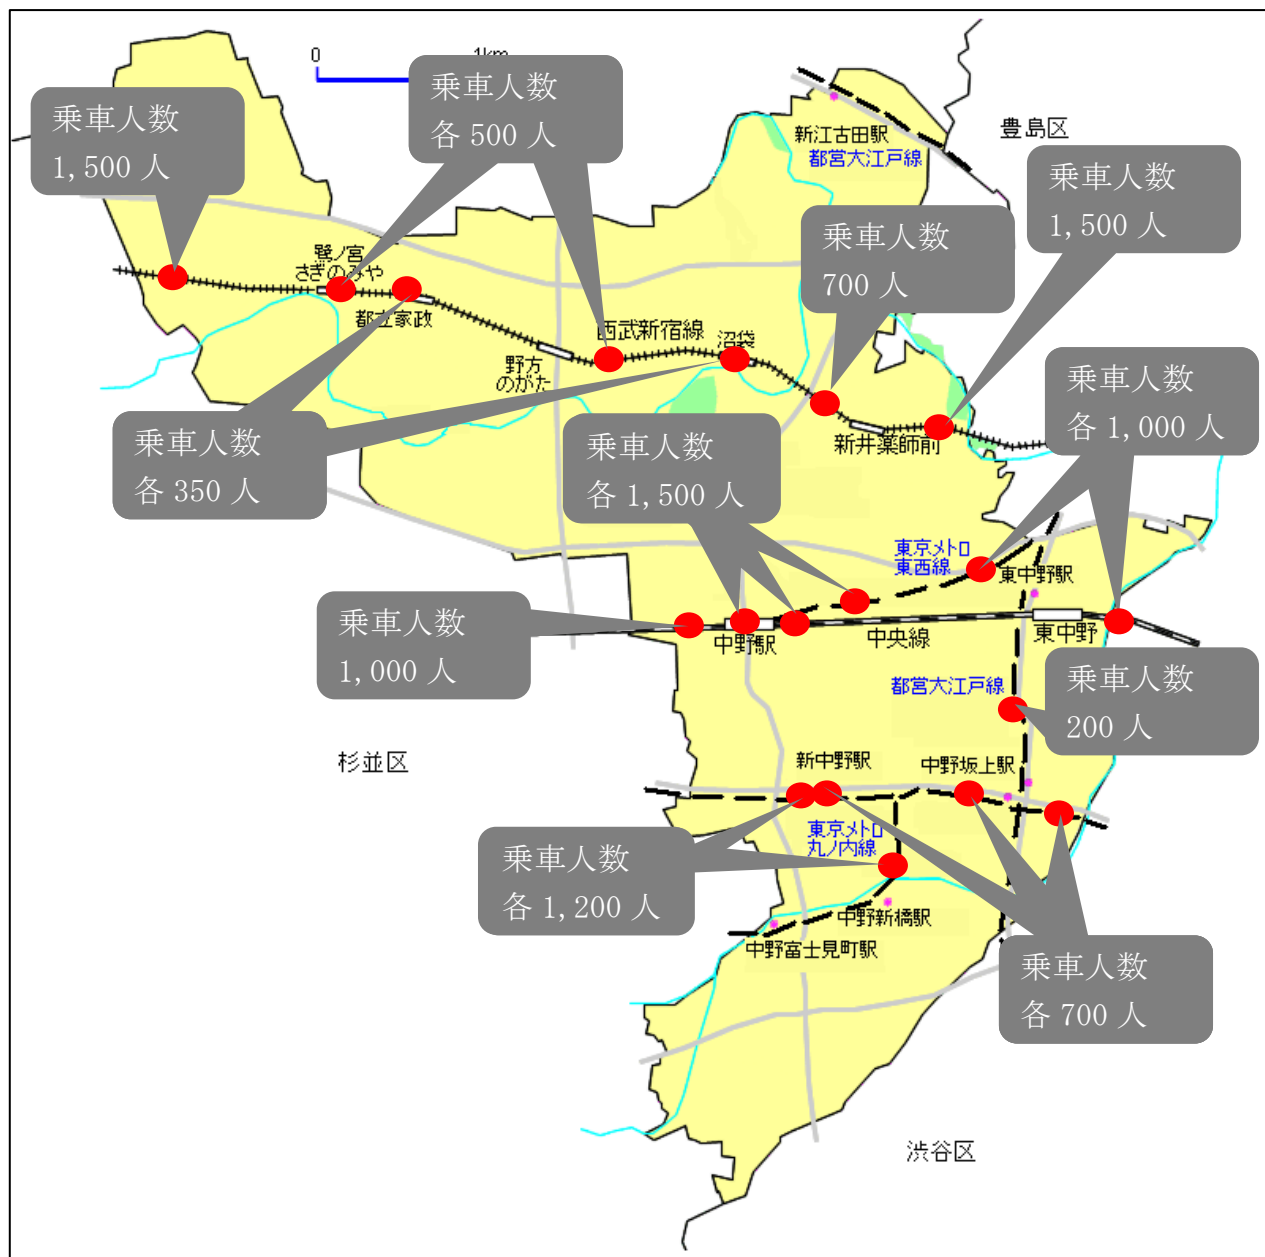 0
1km
乗車人数
各 500 人
乗車人数
1,500 人
新江古田駅
都営大江戸線
豊島区
乗車人数
1,500 人
乗車人数
700 人
鷺ノ宮
さぎのみや
都立家政
西武新宿線
沼袋
野方
のがた
新井薬師前
乗車人数
各 1,000 人
乗車人数
各 350 人
乗車人数
各 1,500 人
東京メトロ
東西線
東中野駅
乗車人数
1,000 人
中野駅
中央線
東中野
都営大江戸線
乗車人数
200 人
杉並区
新中野駅
中野坂上駅
東京メトロ
丸ノ内線
乗車人数
各 1,200 人
中野新橋駅
中野富士見町駅
乗車人数
各 700 人
渋谷区